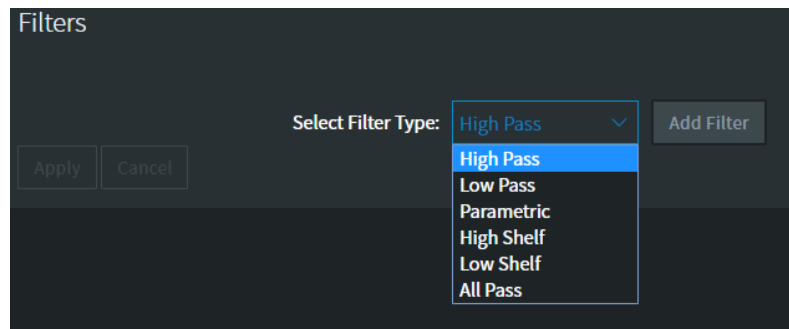 Filters
Select Filter Type: High Pass Add Filter
High Pass
Apply Cancel
Low Pass
Parametric
High Shelf
Low Shelf
All Pass